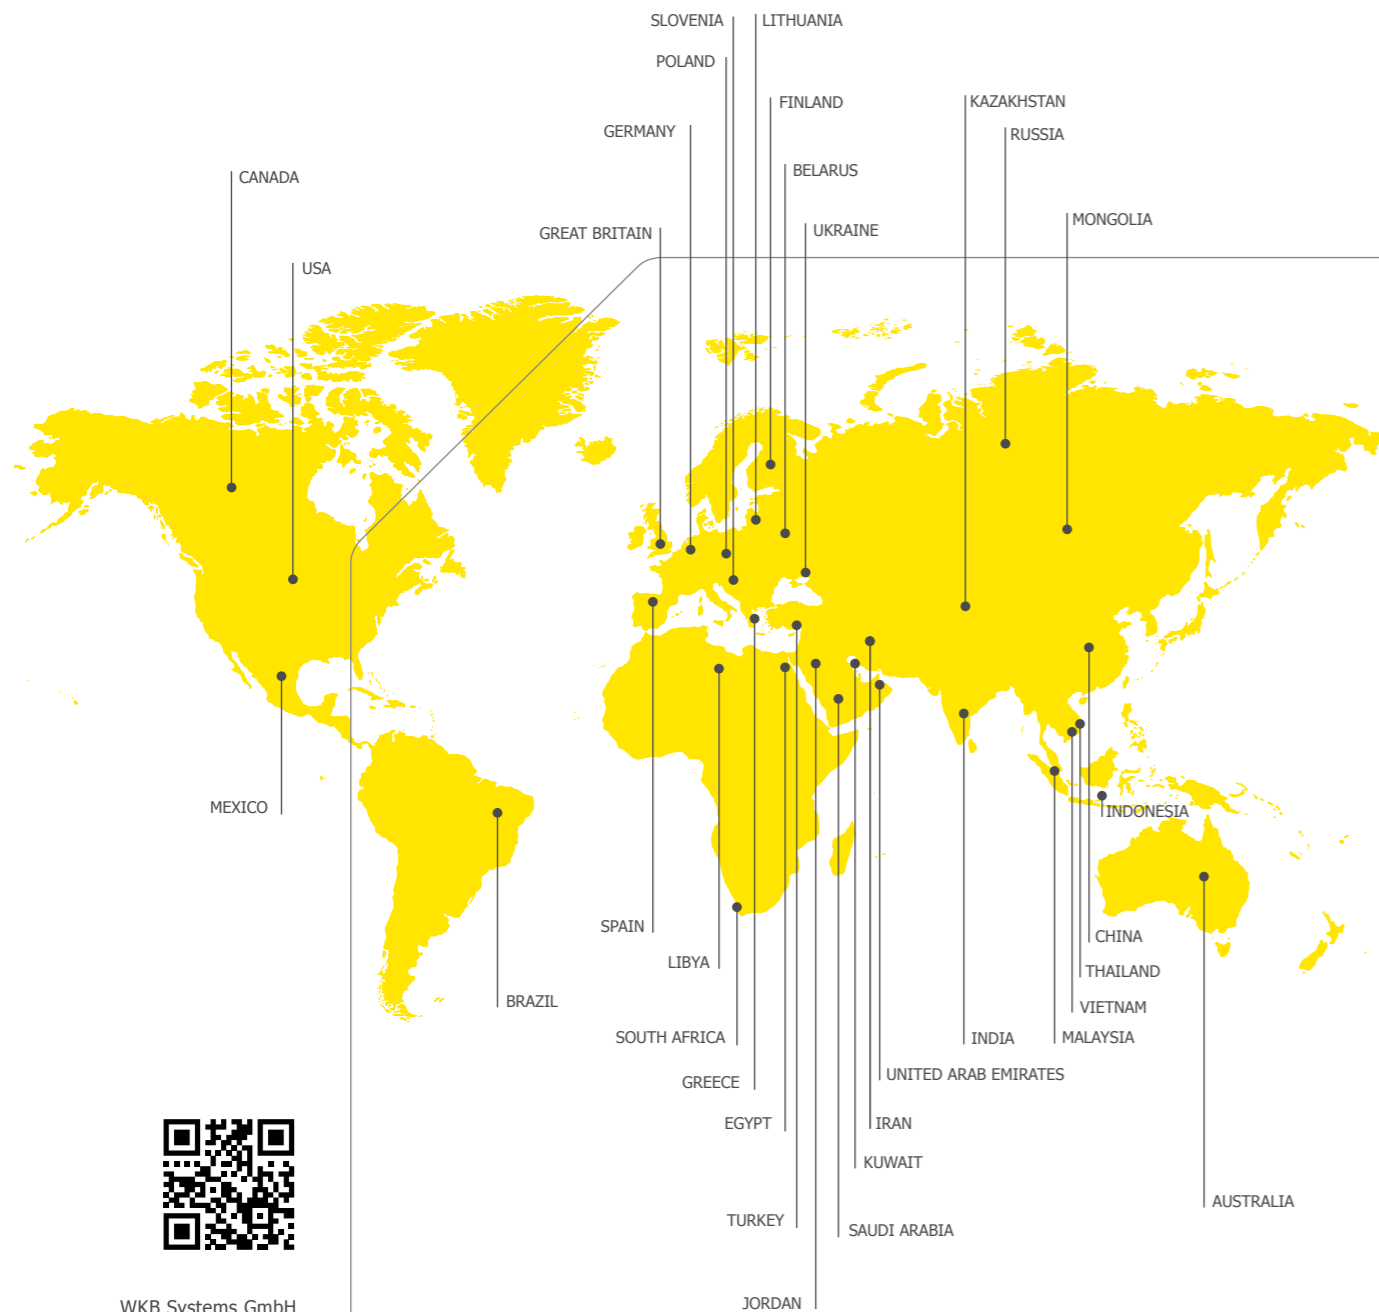 SLOVENIA
LITHUANIA
POLAND
FINLAND
KAZAKHSTAN
GERMANY
RUSSIA
BELARUS
CANADA
MONGOLIA
GREAT BRITAIN
UKRAINE
USA
MEXICO
INDONESIA
SPAIN
CHINA
LIBYA
THAILAND
BRAZIL
VIETNAM
SOUTH AFRICA
INDIA
MALAYSIA
GREECE
UNITED ARAB EMIRATES
EGYPT
IRAN
KUWAIT
AUSTRALIA
TURKEY
SAUDI ARABIA
JORDAN
WKB Systems GmbH